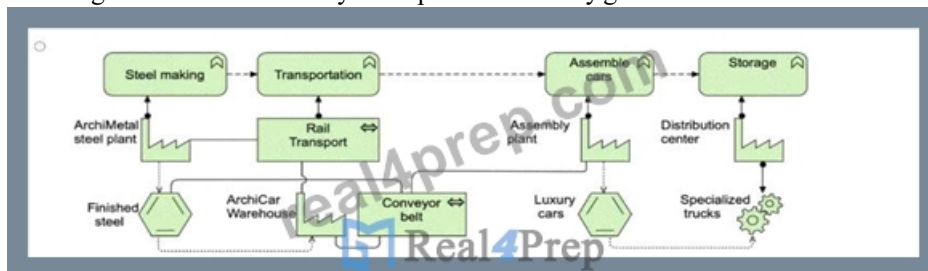 Steel making
Transportation
Assemble
cars
Storage
ArchiMetal
steel plant
Rail
Transport
Assembly
plant
Distribution
center
Finished
steel
ArchiCar
Warehouse
Conveyor
belt
Luxury
cars
Specialized
trucks
real4prep.com
Real4Prep